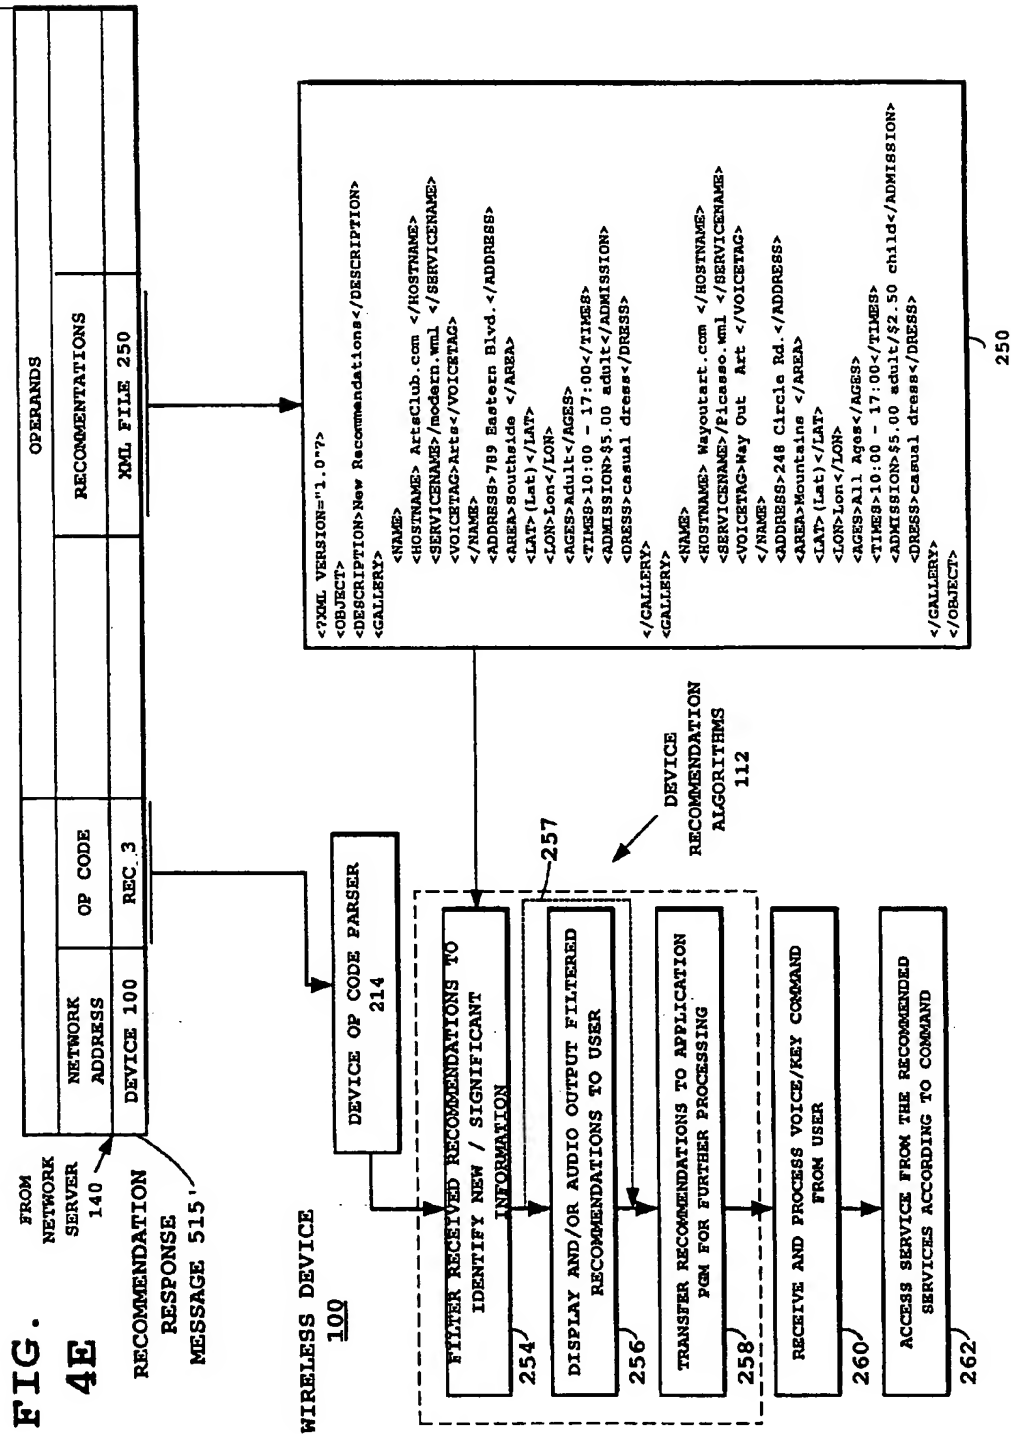 FIG.
4E
FROM
NETWORK
SERVER
140
RECOMMENDATION
RESPONSE
MESSAGE 515'
OPERANDS
NETWORK
ADDRESS
OP CODE
RECOMMENTATIONS
DEVICE 100
REC_3
XML FILE 250
WIRELESS DEVICE
100
DEVICE OP CODE PARSER
214
FILTER RECEIVED RECOMMENDATIONS TO
IDENTIFY NEW / SIGNIFICANT
INFORMATION
254
257
DISPLAY AND/OR AUDIO OUTPUT FILTERED
RECOMMENDATIONS TO USER
256
TRANSFER RECOMMENDATIONS TO APPLICATION
PGM FOR FURTHER PROCESSING
258
RECEIVE AND PROCESS VOICE/KEY COMMAND
FROM USER
260
ACCESS SERVICE FROM THE RECOMMENDED
SERVICES ACCORDING TO COMMAND
262
DEVICE
RECOMMENDATION
ALGORITHMS
112
<?XML VERSION="1.0"?>
<OBJECT>
<DESCRIPTION>New Recommendations</DESCRIPTION>
<GALLERY>
<NAME>
<HOSTNAME> ArtsClub.com </HOSTNAME>
<SERVICENAME>/modern.wml </SERVICENAME>
<VOICETAG>Arts</VOICETAG>
</NAME>
<ADDRESS>789 Eastern Blvd.</ADDRESS>
<AREA>Southside </AREA>
<LAT>(Lat)</LAT>
<LON>Lon</LON>
<AGES>Adult</AGES>
<TIMES>10:00 - 17:00</TIMES>
<ADMISSION>$5.00 adult</ADMISSION>
<DRESS>casual dress</DRESS>
</GALLERY>
<GALLERY>
<NAME>
<HOSTNAME> Wayoutart.com </HOSTNAME>
<SERVICENAME>/Picasso.wml </SERVICENAME>
<VOICETAG>Way Out Art </VOICETAG>
</NAME>
<ADDRESS>248 Circle Rd.</ADDRESS>
<AREA>Mountains </AREA>
<LAT>(Lat)</LAT>
<LON>Lon</LON>
<AGES>All Ages</AGES>
<TIMES>10:00 - 17:00</TIMES>
<ADMISSION>$5.00 adult/$2.50 child</ADMISSION>
<DRESS>casual dress</DRESS>
</GALLERY>
</OBJECT>
250